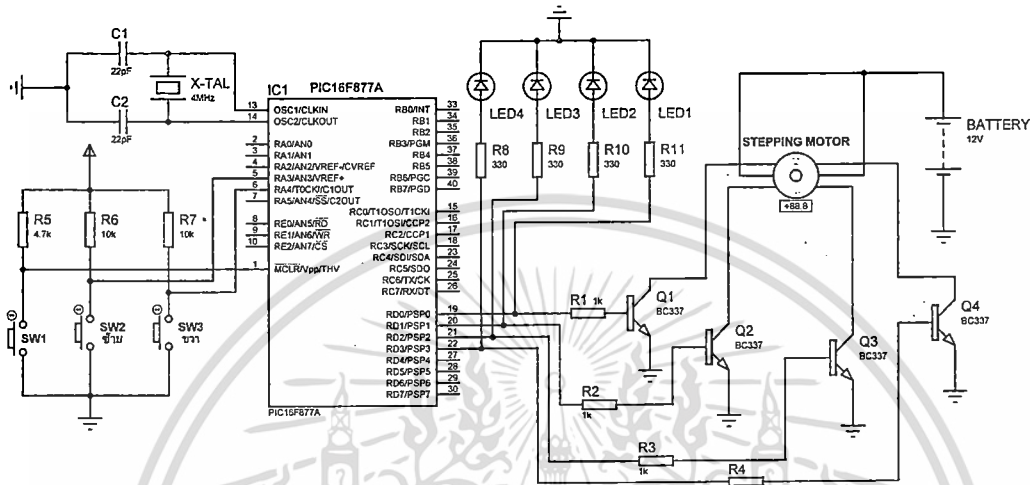 C1
22pF
X-TAL
4MHz
C2
22pF
IC1
PIC16F877A
13
OSC1/CLKIN
14
OSC2/CLKOUT
2
RA0/AN0
3
RA1/AN1
4
RA2/AN2/VREF-/CVREF
5
RA3/AN3/VREF+
6
RA4/T0CKI/C1OUT
7
RA5/AN4/SS/C2OUT
8
RE0/AN5/RD
9
RE1/AN6/WR
10
RE2/AN7/CS
1
MCLR/Vpp/THV
RB0/INT
33
RB1
34
RB2
35
RB3/PGM
36
RB4
37
RB5
38
RB6/PGC
39
RB7/PGD
40
RC0/T1OSO/T1CKI
15
RC1/T1OSI/CCP2
16
RC2/CCP1
17
RC3/SCK/SCL
18
RC4/SDI/SDA
23
RC5/SDO
24
RC6/TX/CK
25
RC7/RX/DT
26
RD0/PSP0
19
RD1/PSP1
20
RD2/PSP2
21
RD3/PSP3
22
RD4/PSP4
27
RD5/PSP5
28
RD6/PSP6
29
RD7/PSP7
30
PIC16F877A
R5
4.7k
R6
10k
R7
10k
SW1
SW2
ซ้าย
SW3
ขวา
LED4
LED3
LED2
LED1
R8
330
R9
330
R10
330
R11
330
STEPPING MOTOR
+88.8
BATTERY
12V
R1
1k
Q1
BC337
R2
1k
Q2
BC337
R3
1k
Q3
BC337
R4
Q4
BC337